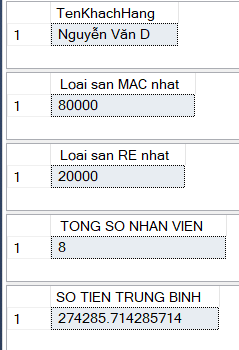 TenKhachHang
1 Nguyễn Văn D
Loai san MAC nhat
1 80000
Loai san RE nhat
1 20000
TONG SO NHAN VIEN
1 8
SO TIEN TRUNG BINH
1 274285.714285714